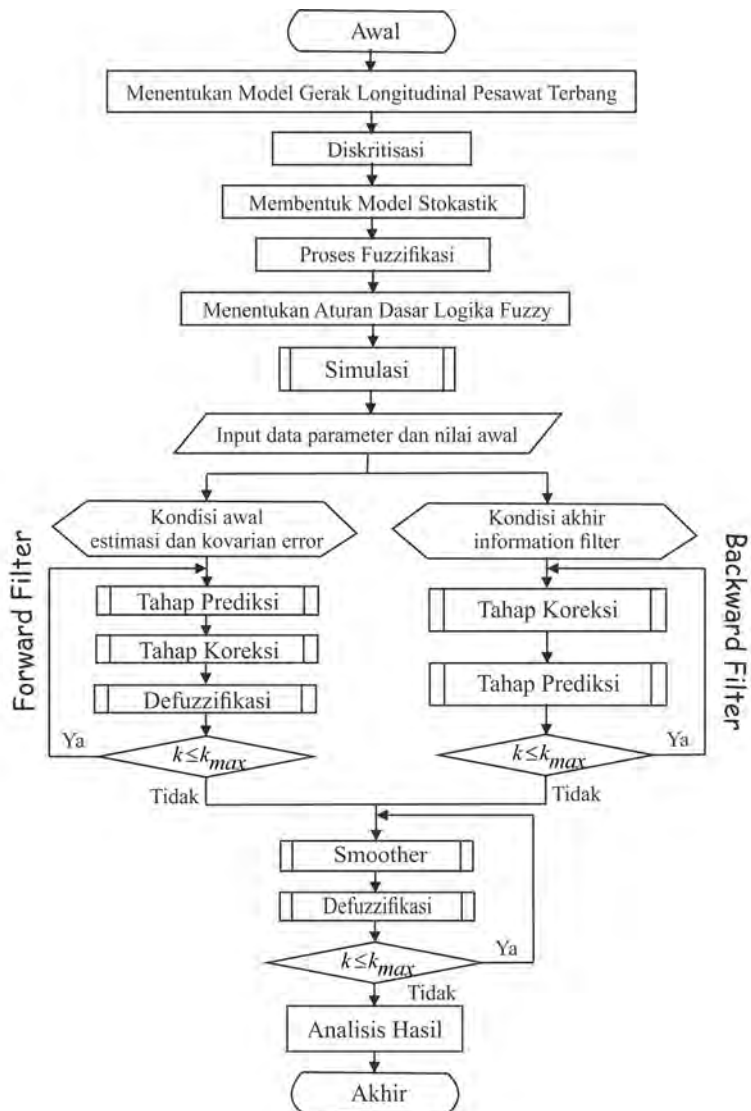 Awal
Menentukan Model Gerak Longitudinal Pesawat Terbang
Diskritisasi
Membentuk Model Stokastik
Proses Fuzzifikasi
Menentukan Aturan Dasar Logika Fuzzy
Simulasi
Input data parameter dan nilai awal
Forward Filter
Kondisi awal
estimasi dan kovarian error
Tahap Prediksi
Tahap Koreksi
Defuzzifikasi
Ya
k≤k_max
Tidak
Backward Filter
Kondisi akhir
information filter
Tahap Koreksi
Tahap Prediksi
k≤k_max
Ya
Tidak
Smoother
Defuzzifikasi
k≤k_max
Ya
Tidak
Analisis Hasil
Akhir